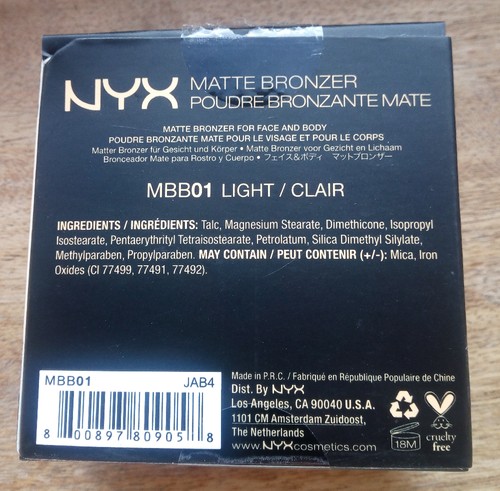 NYX MATTE BRONZER
POUDRE BRONZANTE MATE
MATTE BRONZER FOR FACE AND BODY
POUDRE BRONZANTE MATE POUR LE VISAGE ET POUR LE CORPS
Matter Bronzer für Gesicht und Körper • Matte Bronzer voor Gezicht en Lichaam
Bronceador Mate para Rostro y Cuerpo • フェイス&ボディ マットブロンザー
MBB01 LIGHT / CLAIR
INGREDIENTS / INGRÉDIENTS: Talc, Magnesium Stearate, Dimethicone, Isopropyl
Isostearate, Pentaerythrityl Tetraisostearate, Petrolatum, Silica Dimethyl Silylate,
Methylparaben, Propylparaben. MAY CONTAIN / PEUT CONTENIR (+/-): Mica, Iron
Oxides (CI 77499, 77491, 77492).
MBB01 JAB4
8 00897 80905 8
Made in P.R.C. / Fabriqué en République Populaire de Chine
Dist. By NYX
Los Angeles, CA 90040 U.S.A.
1101 CM Amsterdam Zuidoost,
The Netherlands
www.NYXcosmetics.com
18M
cruelty
free